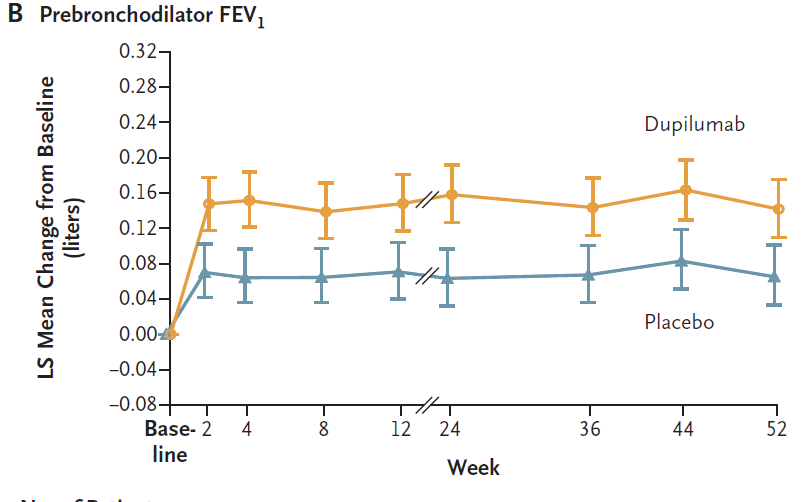 B Prebronchodilator FEV1
LS Mean Change from Baseline
(liters)
0.32
0.28
0.24
0.20
0.16
0.12
0.08
0.04
0.00
–0.04
–0.08
Dupilumab
Placebo
Base-
line
2 4 8 12 24 36 44 52
Week